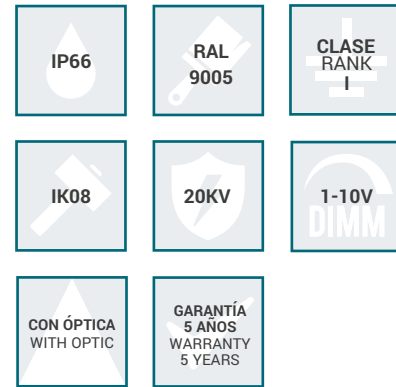 IP66
RAL
9005
CLASE
RANK
I
IK08
20KV
1-10V
DIMM
CON ÓPTICA
WITH OPTIC
GARANTÍA
5 AÑOS
WARRANTY
5 YEARS